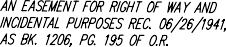 AN EASEMENT FOR RIGHT OF WAY AND
INCIDENTAL PURPOSES REC. 06/26/1941,
AS BK. 1206, PG. 195 OF O.R.